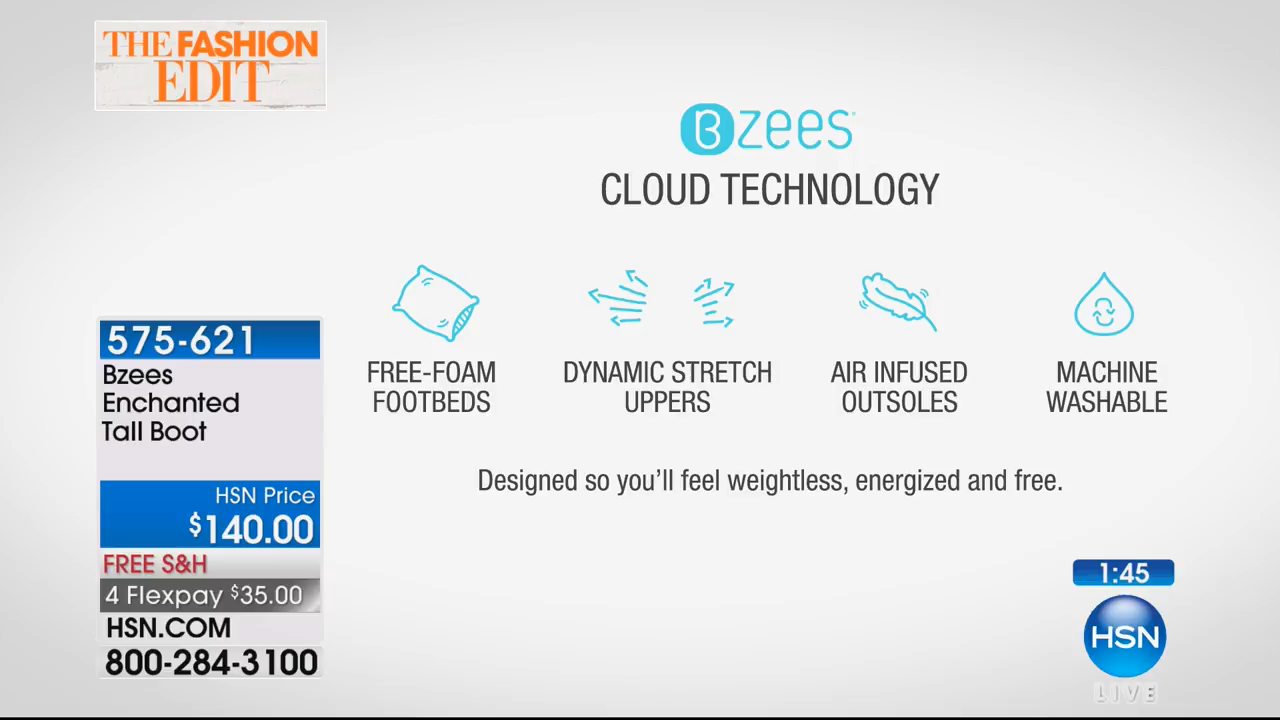 THE FASHION
EDIT
Bzees
CLOUD TECHNOLOGY
FREE-FOAM
FOOTBEDS
DYNAMIC STRETCH
UPPERS
AIR INFUSED
OUTSOLES
MACHINE
WASHABLE
Designed so you'll feel weightless, energized and free.
575-621
Bzees
Enchanted
Tall Boot
HSN Price
$140.00
FREE S&H
4 Flexpay $35.00
HSN.COM
800-284-3100
1:45
HSN
LIVE